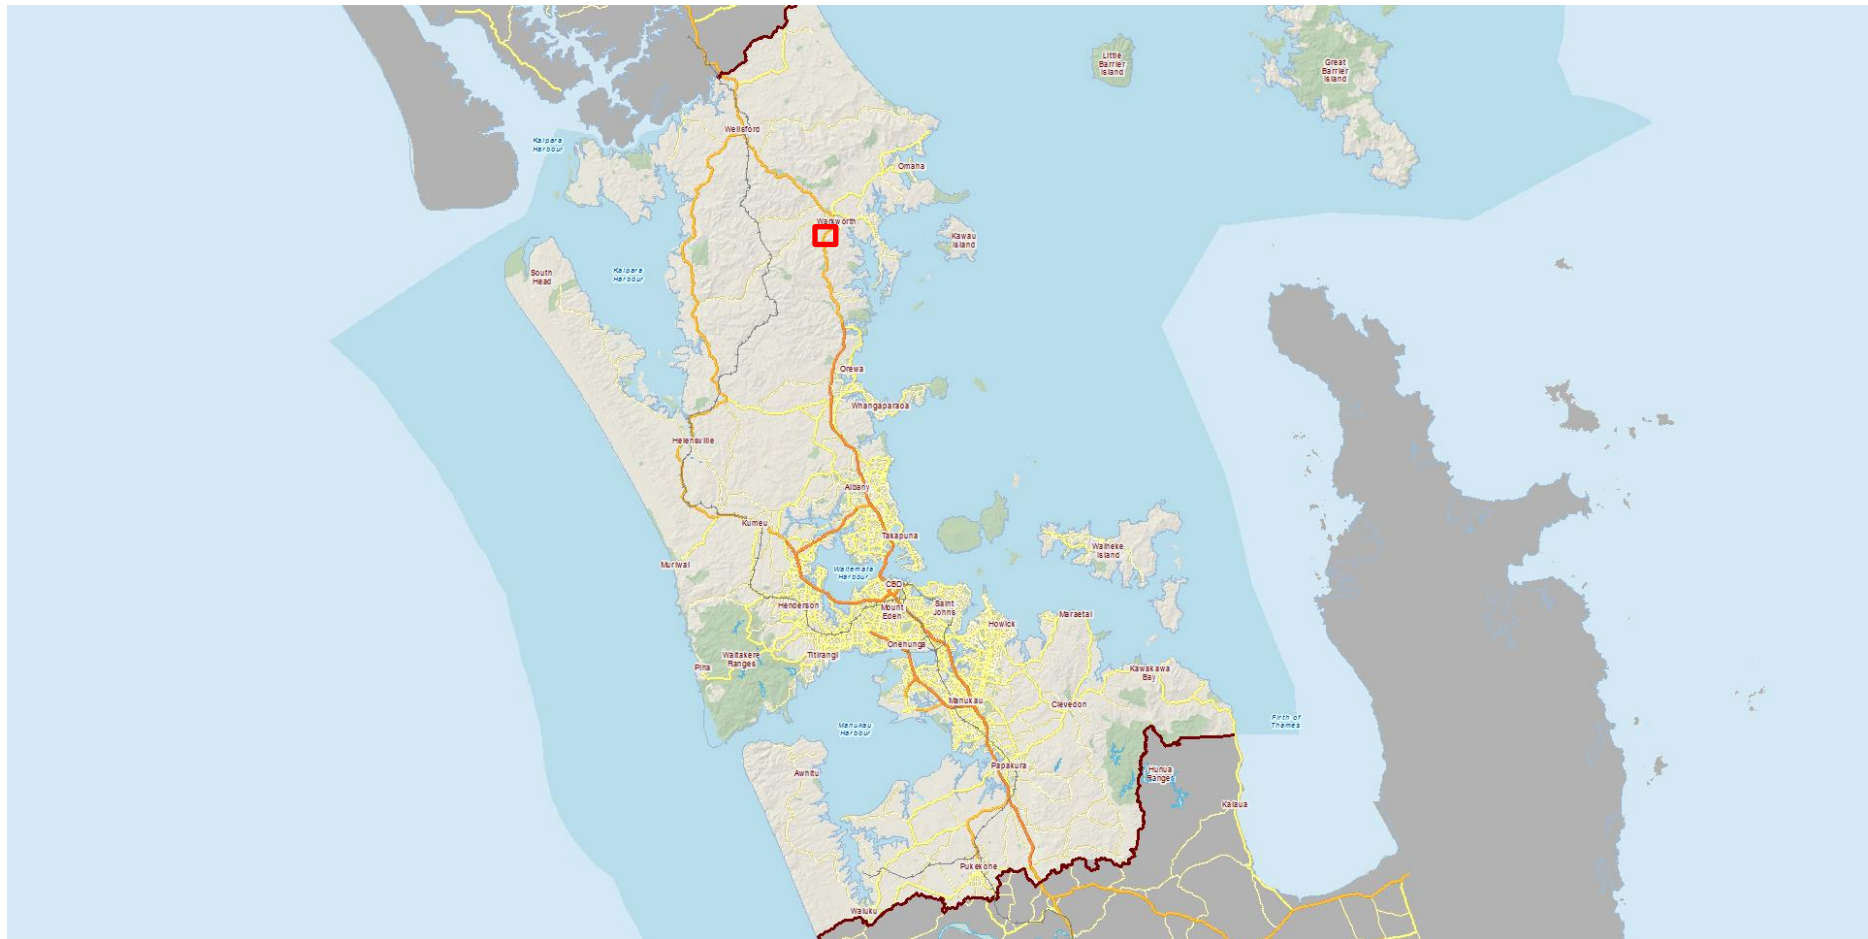 Little
Barrier
Island
Great
Barrier
Island
Wellsford
Kaipara
Harbour
Omaha
Warkworth
Kawau
Island
South
Head
Kaipara
Harbour
Orewa
Whangaparaoa
Helensville
Albany
Kumeu
Takapuna
Waiheke
Island
Muriwai
Waitemata
Harbour
CBD
Henderson
Mount
Eden
Saint
Johns
Howick
Maraetai
Onehunga
Titirangi
Waitakere
Ranges
Piha
Kawakawa
Bay
Manukau
Clevedon
Firth of
Thames
Manukau
Harbour
Papakura
Awhitu
Hunua
Ranges
Kaiaua
Pukekohe
Waiuku